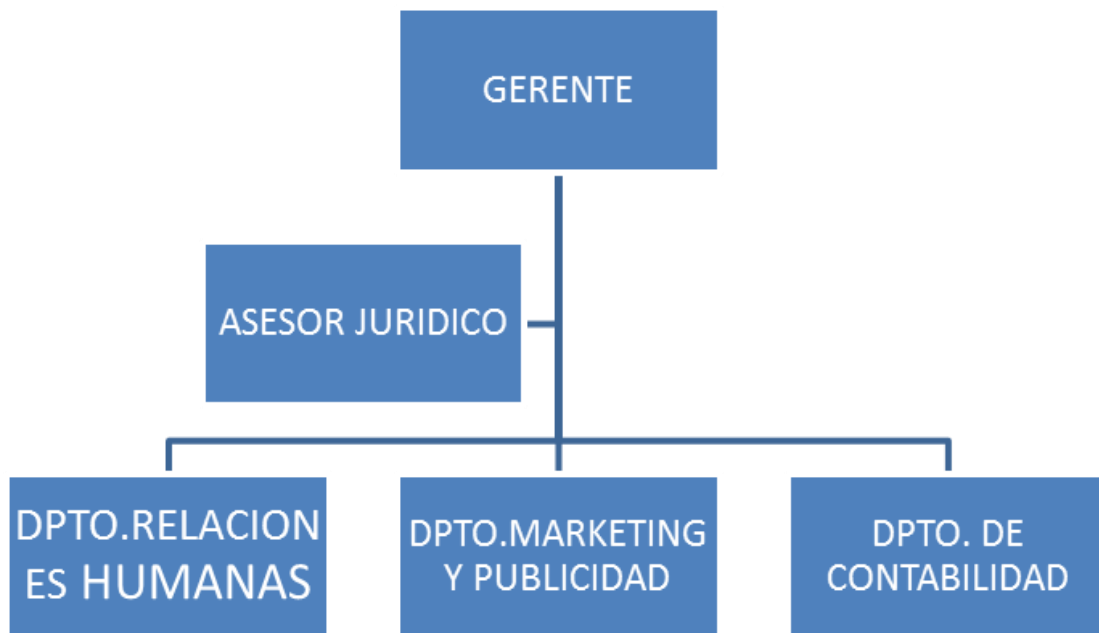 GERENTE
ASESOR JURIDICO
DPTO.RELACION
ES HUMANAS
DPTO.MARKETING
Y PUBLICIDAD
DPTO. DE
CONTABILIDAD